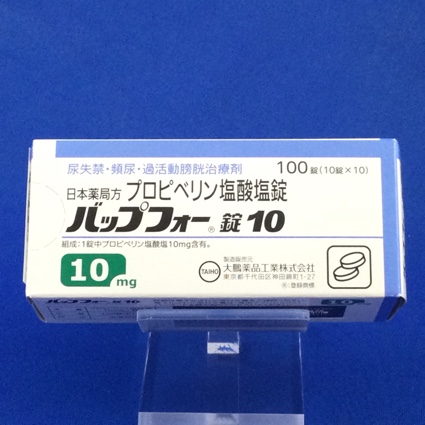 尿失禁・頻尿・過活動膀胱治療剤
100錠(10錠×10)
日本薬局方 プロピベリン塩酸塩錠
バップフォー®錠10
組成:1錠中プロピベリン塩酸塩10mg含有。
10mg
製造販売元
TAIHO 大鵬薬品工業株式会社
東京都千代田区神田錦町1-27
®:登録商標
10